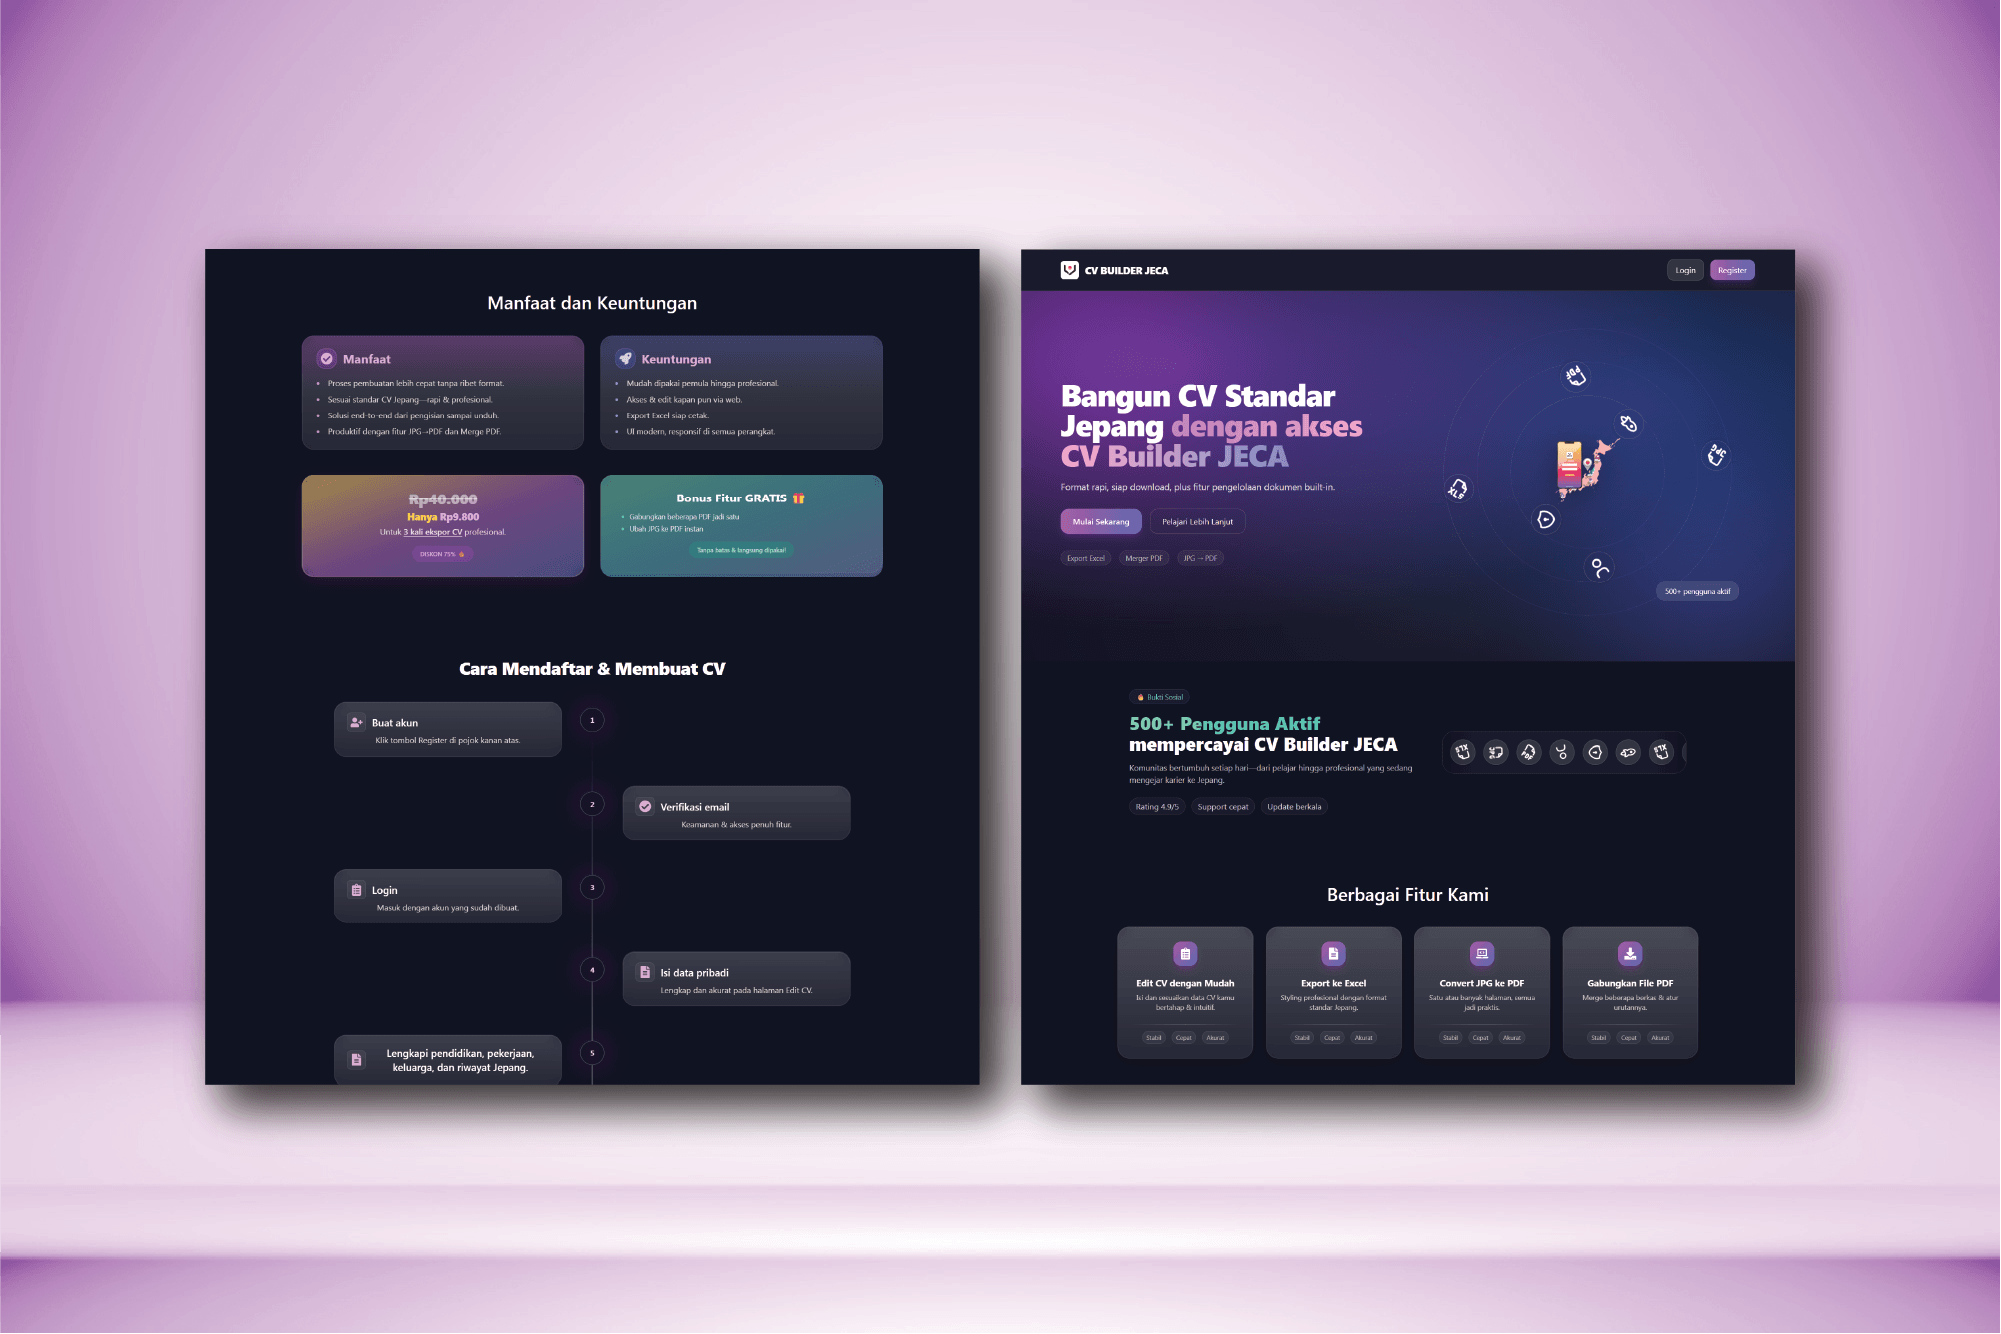 Manfaat dan Keuntungan
Manfaat
Proses pembuatan lebih cepat tanpa ribet format.
Sesuai standar CV Jepang—rapi & profesional.
Solusi end-to-end dari pengisian sampai unduh.
Produktif dengan fitur JPG→PDF dan Merge PDF.
Keuntungan
Mudah dipakai pemula hingga profesional.
Akses & edit kapan pun via web.
Export Excel siap cetak.
UI modern, responsif di semua perangkat.
Rp40.000
Hanya Rp9.800
Untuk 3 kali ekspor CV profesional.
DISKON 75% 🔥
Bonus Fitur GRATIS 🎁
Gabungkan beberapa PDF jadi satu
Ubah JPG ke PDF instan
Tanpa batas & langsung dipakai!
Cara Mendaftar & Membuat CV
Buat akun
Klik tombol Register di pojok kanan atas.
1
2
Verifikasi email
Keamanan & akses penuh fitur.
Login
Masuk dengan akun yang sudah dibuat.
3
4
Isi data pribadi
Lengkap dan akurat pada halaman Edit CV.
Lengkapi pendidikan, pekerjaan,
keluarga, dan riwayat Jepang.
5
CV BUILDER JECA
Login
Register
Bangun CV Standar
Jepang dengan akses
CV Builder JECA
Format rapi, siap download, plus fitur pengelolaan dokumen built-in.
Mulai Sekarang
Pelajari Lebih Lanjut
Export Excel
Merger PDF
JPG → PDF
PDF
JPG
XLS
500+ pengguna aktif
🔥 Bukti Sosial
500+ Pengguna Aktif
mempercayai CV Builder JECA
Komunitas bertumbuh setiap hari—dari pelajar hingga profesional yang sedang
mengejar karier ke Jepang.
Rating 4.9/5
Support cepat
Update berkala
XLS
JPG
PDF
XLS
Berbagai Fitur Kami
Edit CV dengan Mudah
Isi dan sesuaikan data CV kamu
bertahap & intuitif.
Stabil
Cepat
Akurat
Export ke Excel
Styling profesional dengan format
standar Jepang.
Stabil
Cepat
Akurat
Convert JPG ke PDF
Satu atau banyak halaman, semua
jadi praktis.
Stabil
Cepat
Akurat
Gabungkan File PDF
Merge beberapa berkas & atur
urutannya.
Stabil
Cepat
Akurat